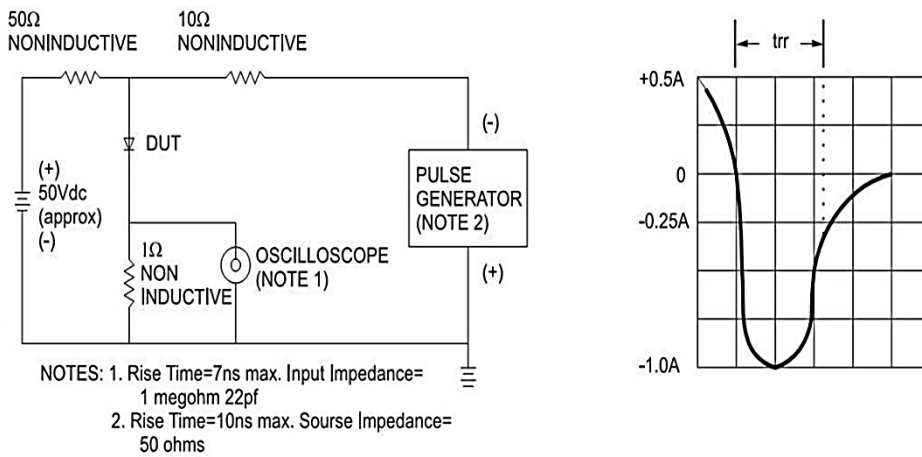 50Ω
NONINDUCTIVE
10Ω
NONINDUCTIVE
DUT
(+)
50Vdc
(approx)
(-)
1Ω
NON
INDUCTIVE
OSCILLOSCOPE
(NOTE 1)
(-)
PULSE
GENERATOR
(NOTE 2)
(+)
NOTES: 1. Rise Time=7ns max. Input Impedance=
1 megohm 22pf
2. Rise Time=10ns max. Sourse Impedance=
50 ohms
trr
+0.5A
0
-0.25A
-1.0A